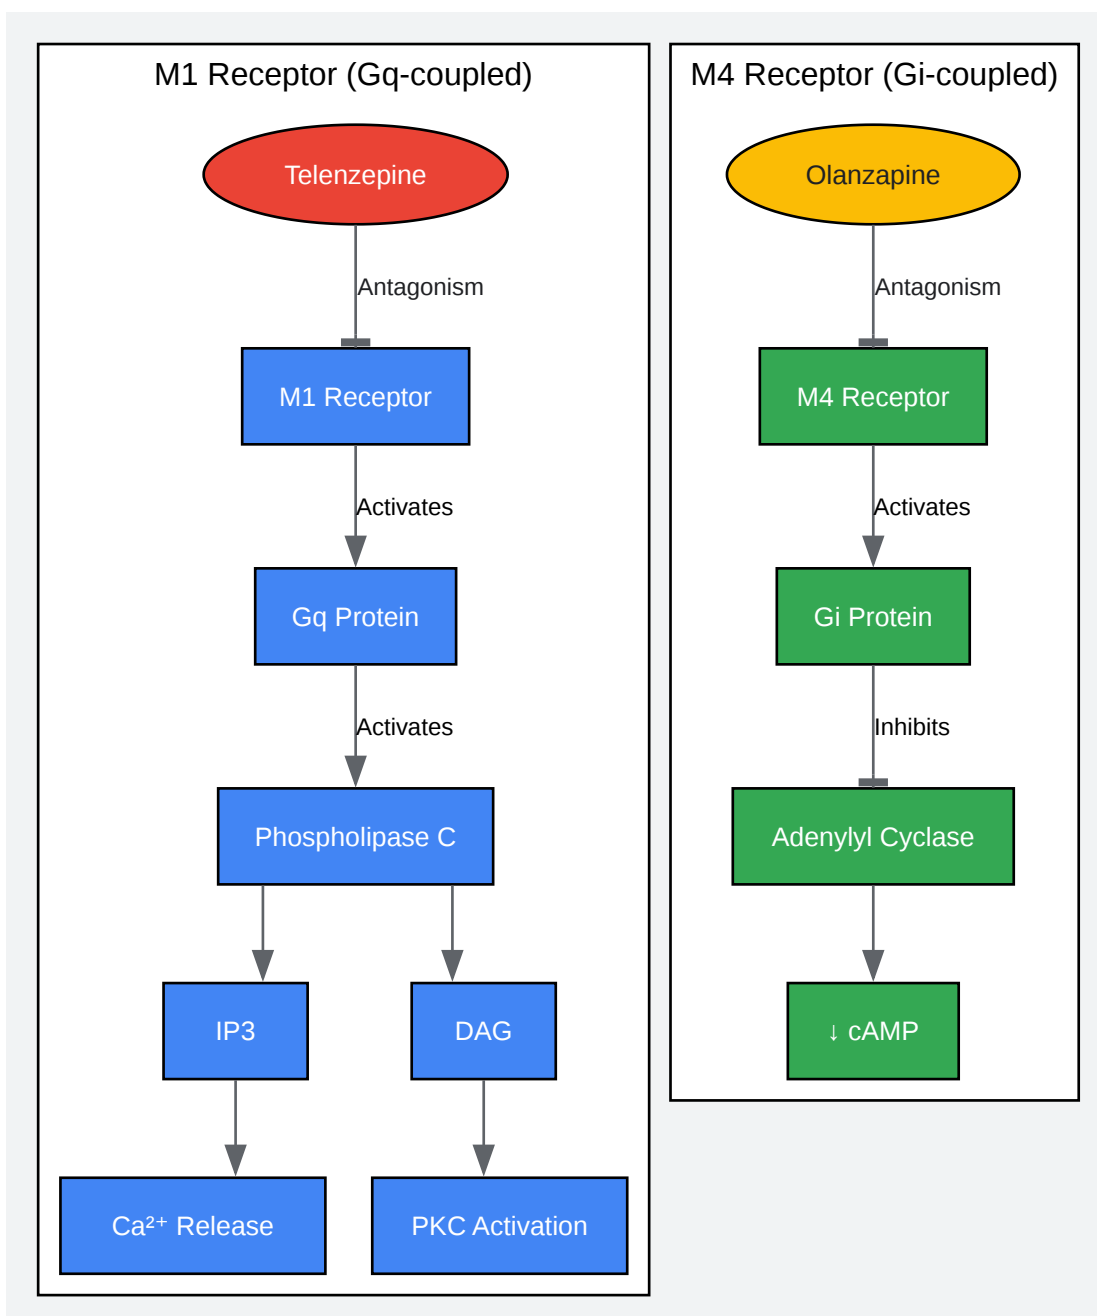 M1 Receptor (Gq-coupled)
Telenzepine
Antagonism
M1 Receptor
Activates
Gq Protein
Activates
Phospholipase C
IP3
DAG
Ca²⁺ Release
PKC Activation
M4 Receptor (Gi-coupled)
Olanzapine
Antagonism
M4 Receptor
Activates
Gi Protein
Inhibits
Adenylyl Cyclase
↓ cAMP